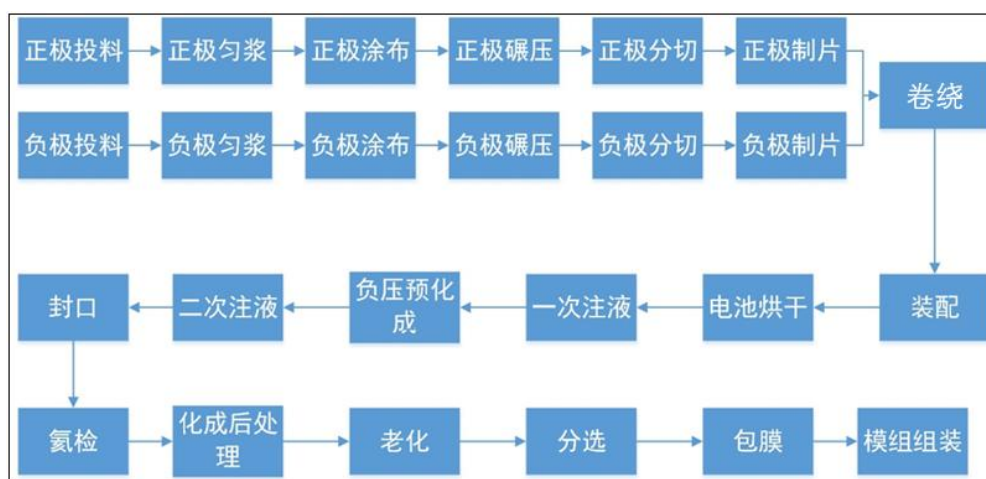 正极投料
正极匀浆
正极涂布
正极碾压
正极分切
正极制片
卷绕
负极投料
负极匀浆
负极涂布
负极碾压
负极分切
负极制片
封口
二次注液
负压预化
成
一次注液
电池烘干
装配
氦检
化成后处
理
老化
分选
包膜
模组组装